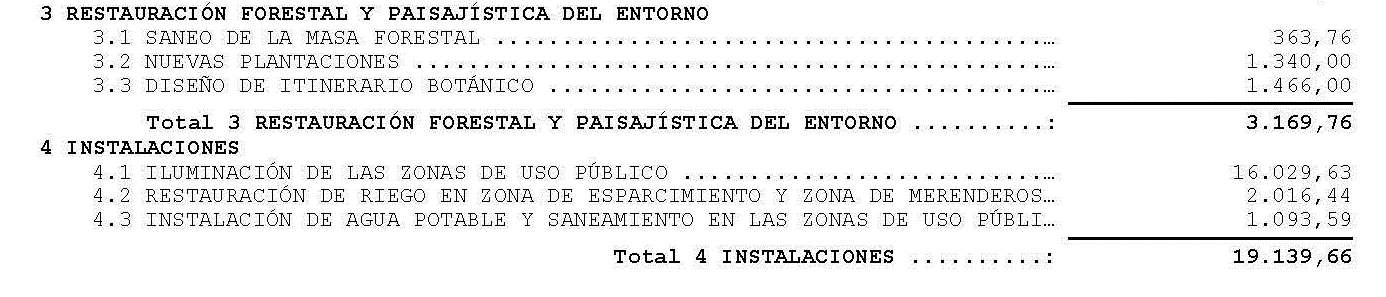 3 RESTAURACIÓN FORESTAL Y PAISAJÍSTICA DEL ENTORNO
3.1 SANEO DE LA MASA FORESTAL ............................................… 363,76
3.2 NUEVAS PLANTACIONES .................................................… 1.340,00
3.3 DISEÑO DE ITINERARIO BOTÁNICO .......................................… 1.466,00
Total 3 RESTAURACIÓN FORESTAL Y PAISAJÍSTICA DEL ENTORNO ..........: 3.169,76
4 INSTALACIONES
4.1 ILUMINACIÓN DE LAS ZONAS DE USO PÚBLICO .............................… 16.029,63
4.2 RESTAURACIÓN DE RIEGO EN ZONA DE ESPARCIMIENTO Y ZONA DE MERENDEROS… 2.016,44
4.3 INSTALACIÓN DE AGUA POTABLE Y SANEAMIENTO EN LAS ZONAS DE USO PÚBLI… 1.093,59
Total 4 INSTALACIONES ..........: 19.139,66